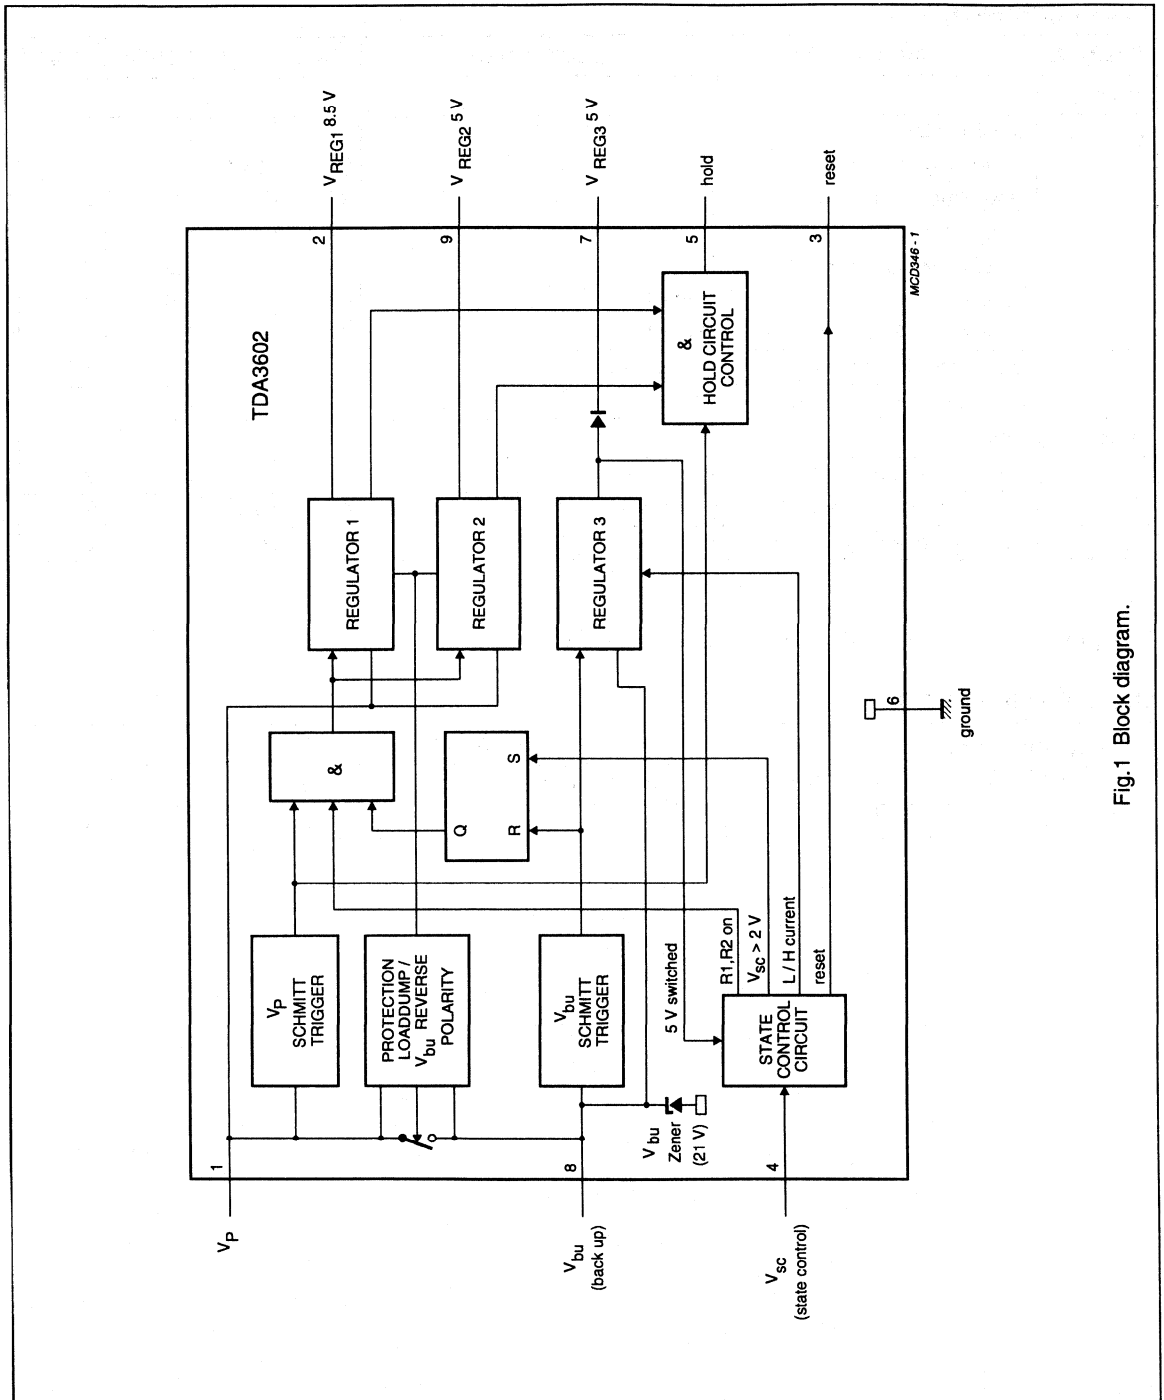 TDA3602
V_P
1
V_bu
(back up)
8
V_sc
(state control)
4
V_P
SCHMITT
TRIGGER
PROTECTION
LOADDUMP /
V_bu REVERSE
POLARITY
V_bu
SCHMITT
TRIGGER
V_bu
Zener
(21 V)
5 V switched
STATE
CONTROL
CIRCUIT
R1,R2 on
V_sc > 2 V
L / H current
reset
&
Q
R
S
REGULATOR 1
REGULATOR 2
REGULATOR 3
&
HOLD CIRCUIT
CONTROL
2
V_REG1 8.5 V
9
V_REG2 5 V
7
V_REG3 5 V
5
hold
3
reset
6
ground
MCD346 - 1
Fig.1 Block diagram.